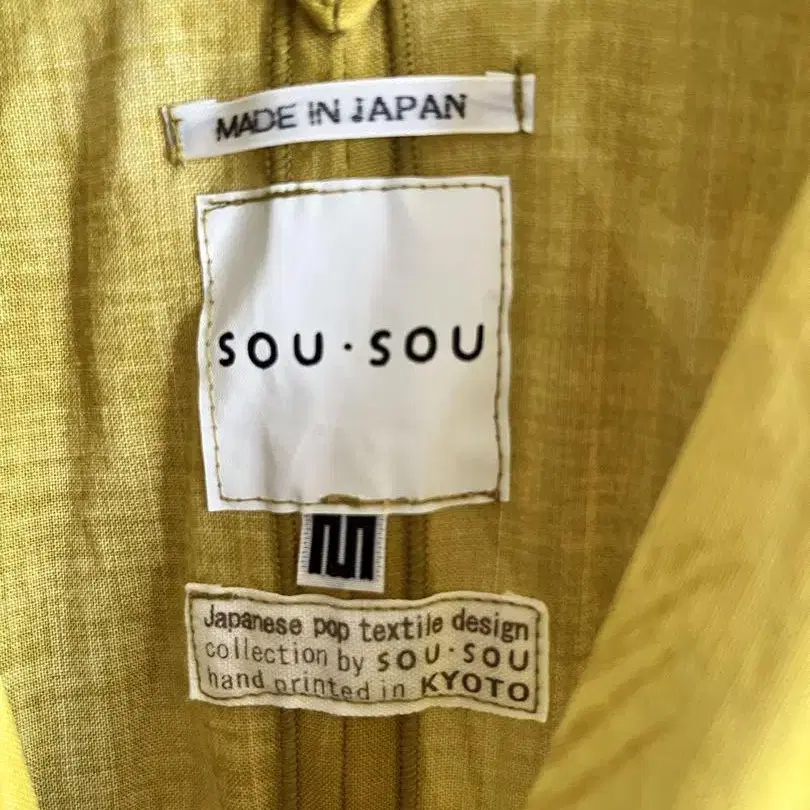 MADE IN JAPAN
SOU・SOU
M
Japanese pop textile design
collection by SOU・SOU
hand printed in KYOTO